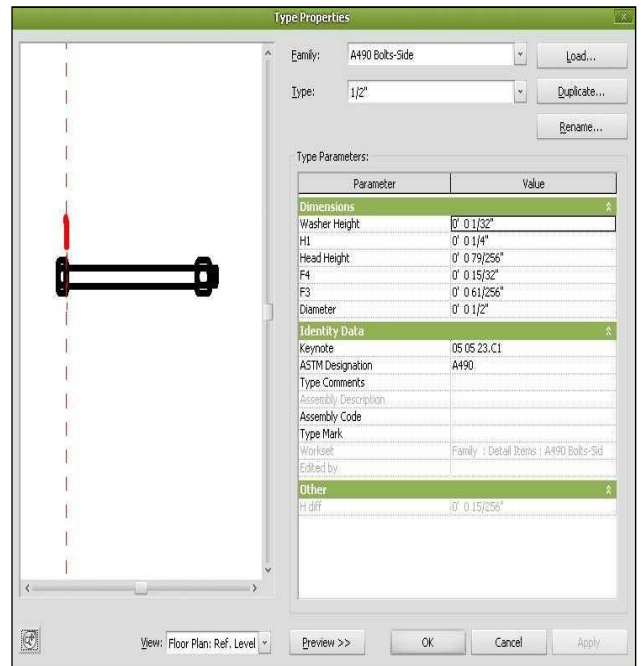 Type Properties
Family: A490 Bolts-Side Load...
Type: 1/2" Duplicate...
Rename...
Type Parameters:
Parameter Value
Dimensions
Washer Height 0' 0 1/32"
H1 0' 0 1/4"
Head Height 0' 0 79/256"
F4 0' 0 15/32"
F3 0' 0 61/256"
Diameter 0' 0 1/2"
Identity Data
Keynote 05 05 23.C1
ASTM Designation A490
Type Comments
Assembly Description
Assembly Code
Type Mark
Workset Family : Detail Items : A490 Bolts-Sid
Edited by
Other
H diff 0' 0 15/256"
View: Floor Plan: Ref. Level Preview >> OK Cancel Apply